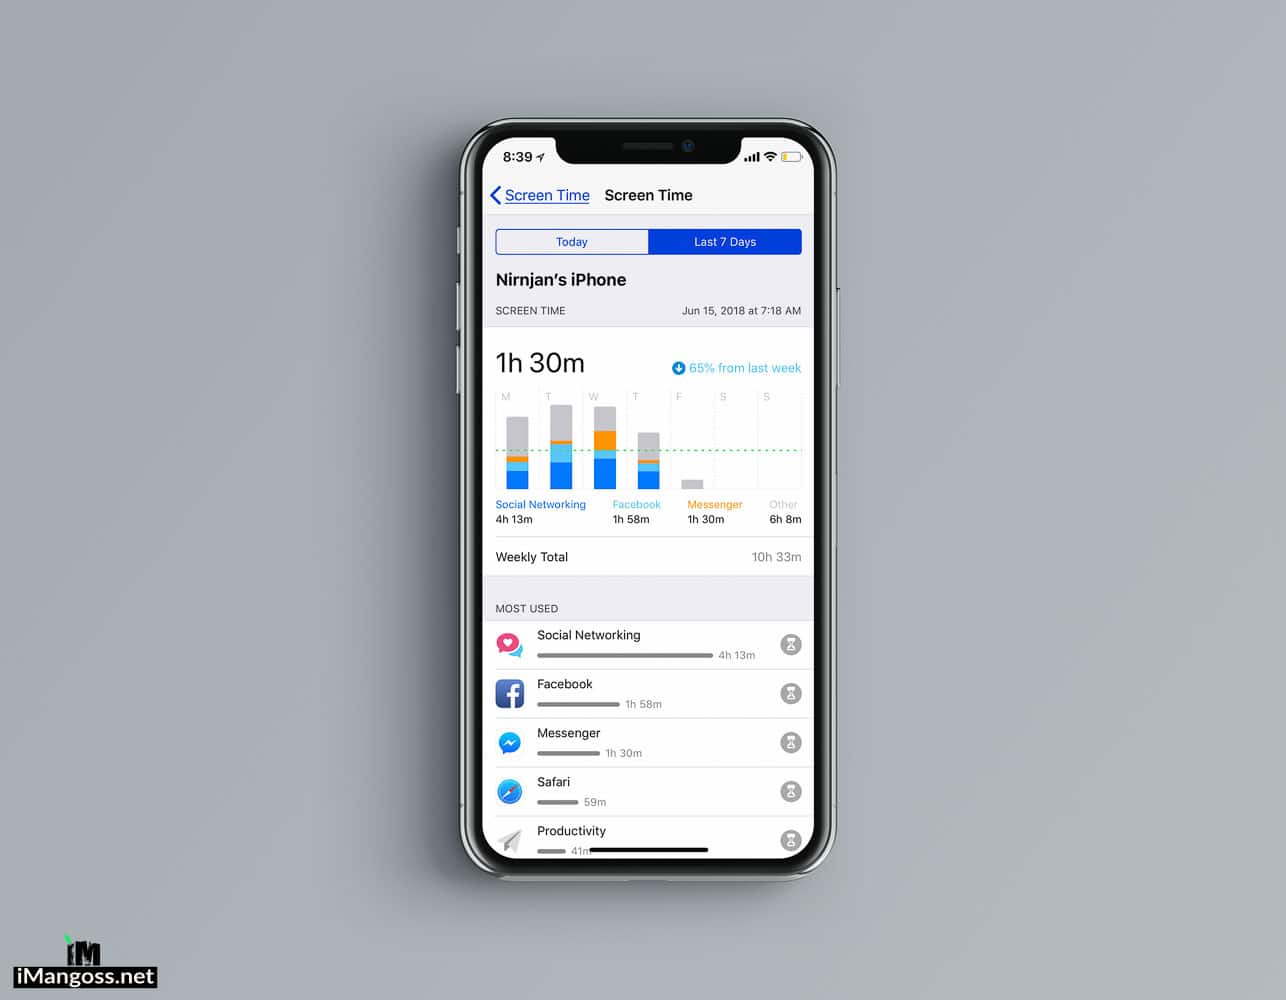 8:39
Screen Time Screen Time
Today Last 7 Days
Nirnjan's iPhone
SCREEN TIME Jun 15, 2018 at 7:18 AM
1h 30m 65% from last week
M T W T F S S
Social Networking Facebook Messenger Other
4h 13m 1h 58m 1h 30m 6h 8m
Weekly Total 10h 33m
MOST USED
Social Networking
4h 13m
Facebook
1h 58m
Messenger
1h 30m
Safari
59m
Productivity
41m
iM
iMangoss.net